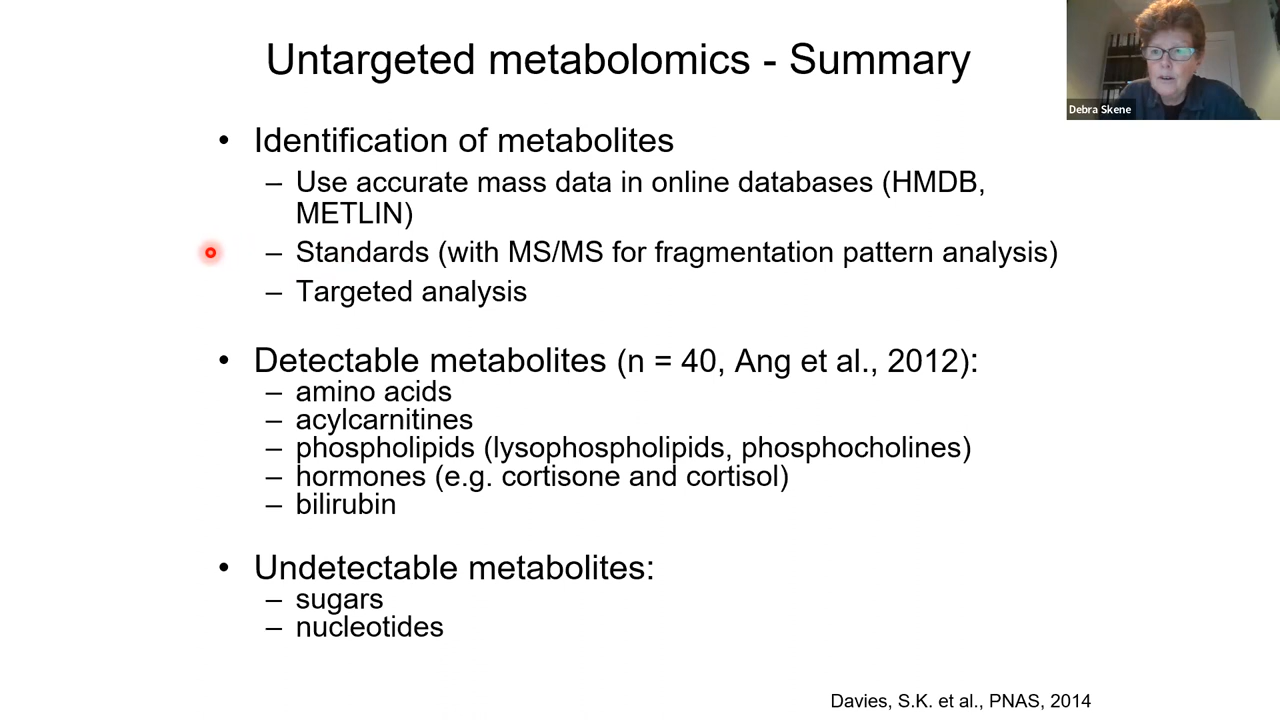 Untargeted metabolomics - Summary
Debra Skene
• Identification of metabolites
– Use accurate mass data in online databases (HMDB,
METLIN)
– Standards (with MS/MS for fragmentation pattern analysis)
– Targeted analysis
• Detectable metabolites (n = 40, Ang et al., 2012):
– amino acids
– acylcarnitines
– phospholipids (lysophospholipids, phosphocholines)
– hormones (e.g. cortisone and cortisol)
– bilirubin
• Undetectable metabolites:
– sugars
– nucleotides
Davies, S.K. et al., PNAS, 2014